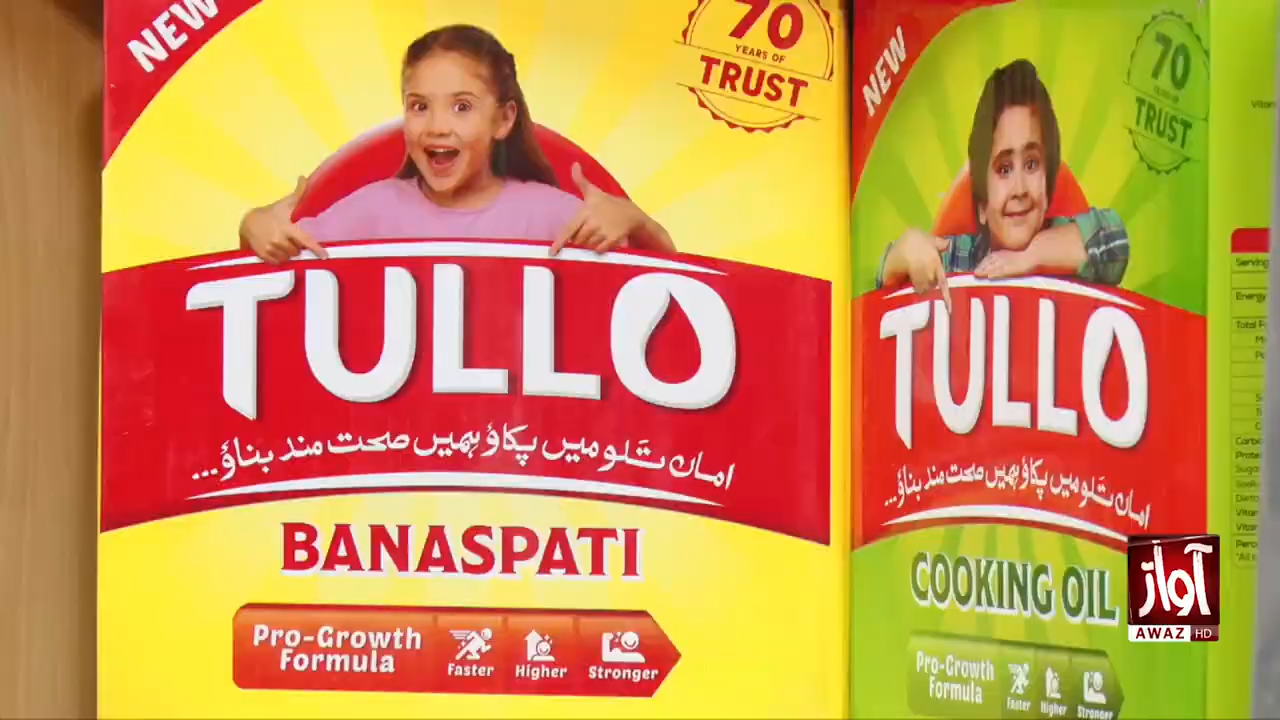 NEW
70
YEARS OF
TRUST
TULLO
اماں تلو میں پکاؤ ہمیں صحت مند بناؤ...
BANASPATI
Pro-Growth
Formula
Faster
Higher
Stronger
NEW
70
YEARS OF
TRUST
TULLO
اماں تلو میں پکاؤ ہمیں صحت مند بناؤ...
COOKING OIL
Pro-Growth
Formula
Faster
Higher
Stronger
Serving
Energy
Total
آواز
AWAZ HD